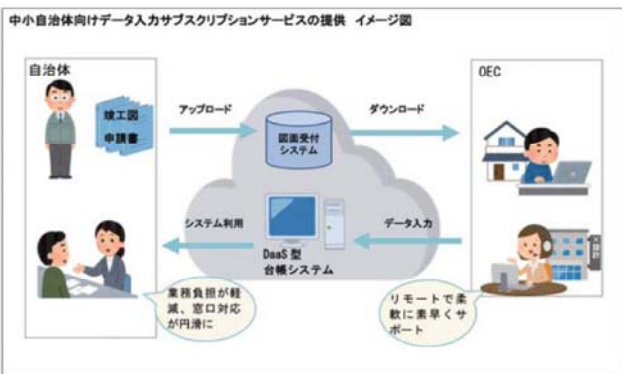 中小自治体向けデータ入力サブスクリプションサービスの提供 イメージ図
自治体
竣工図
申請書
アップロード
図面受付
システム
ダウンロード
OEC
システム利用
DaaS型
台帳システム
データ入力
業務負担が軽
減、窓口対応
が円滑に
リモートで柔
軟に素早くサ
ポート